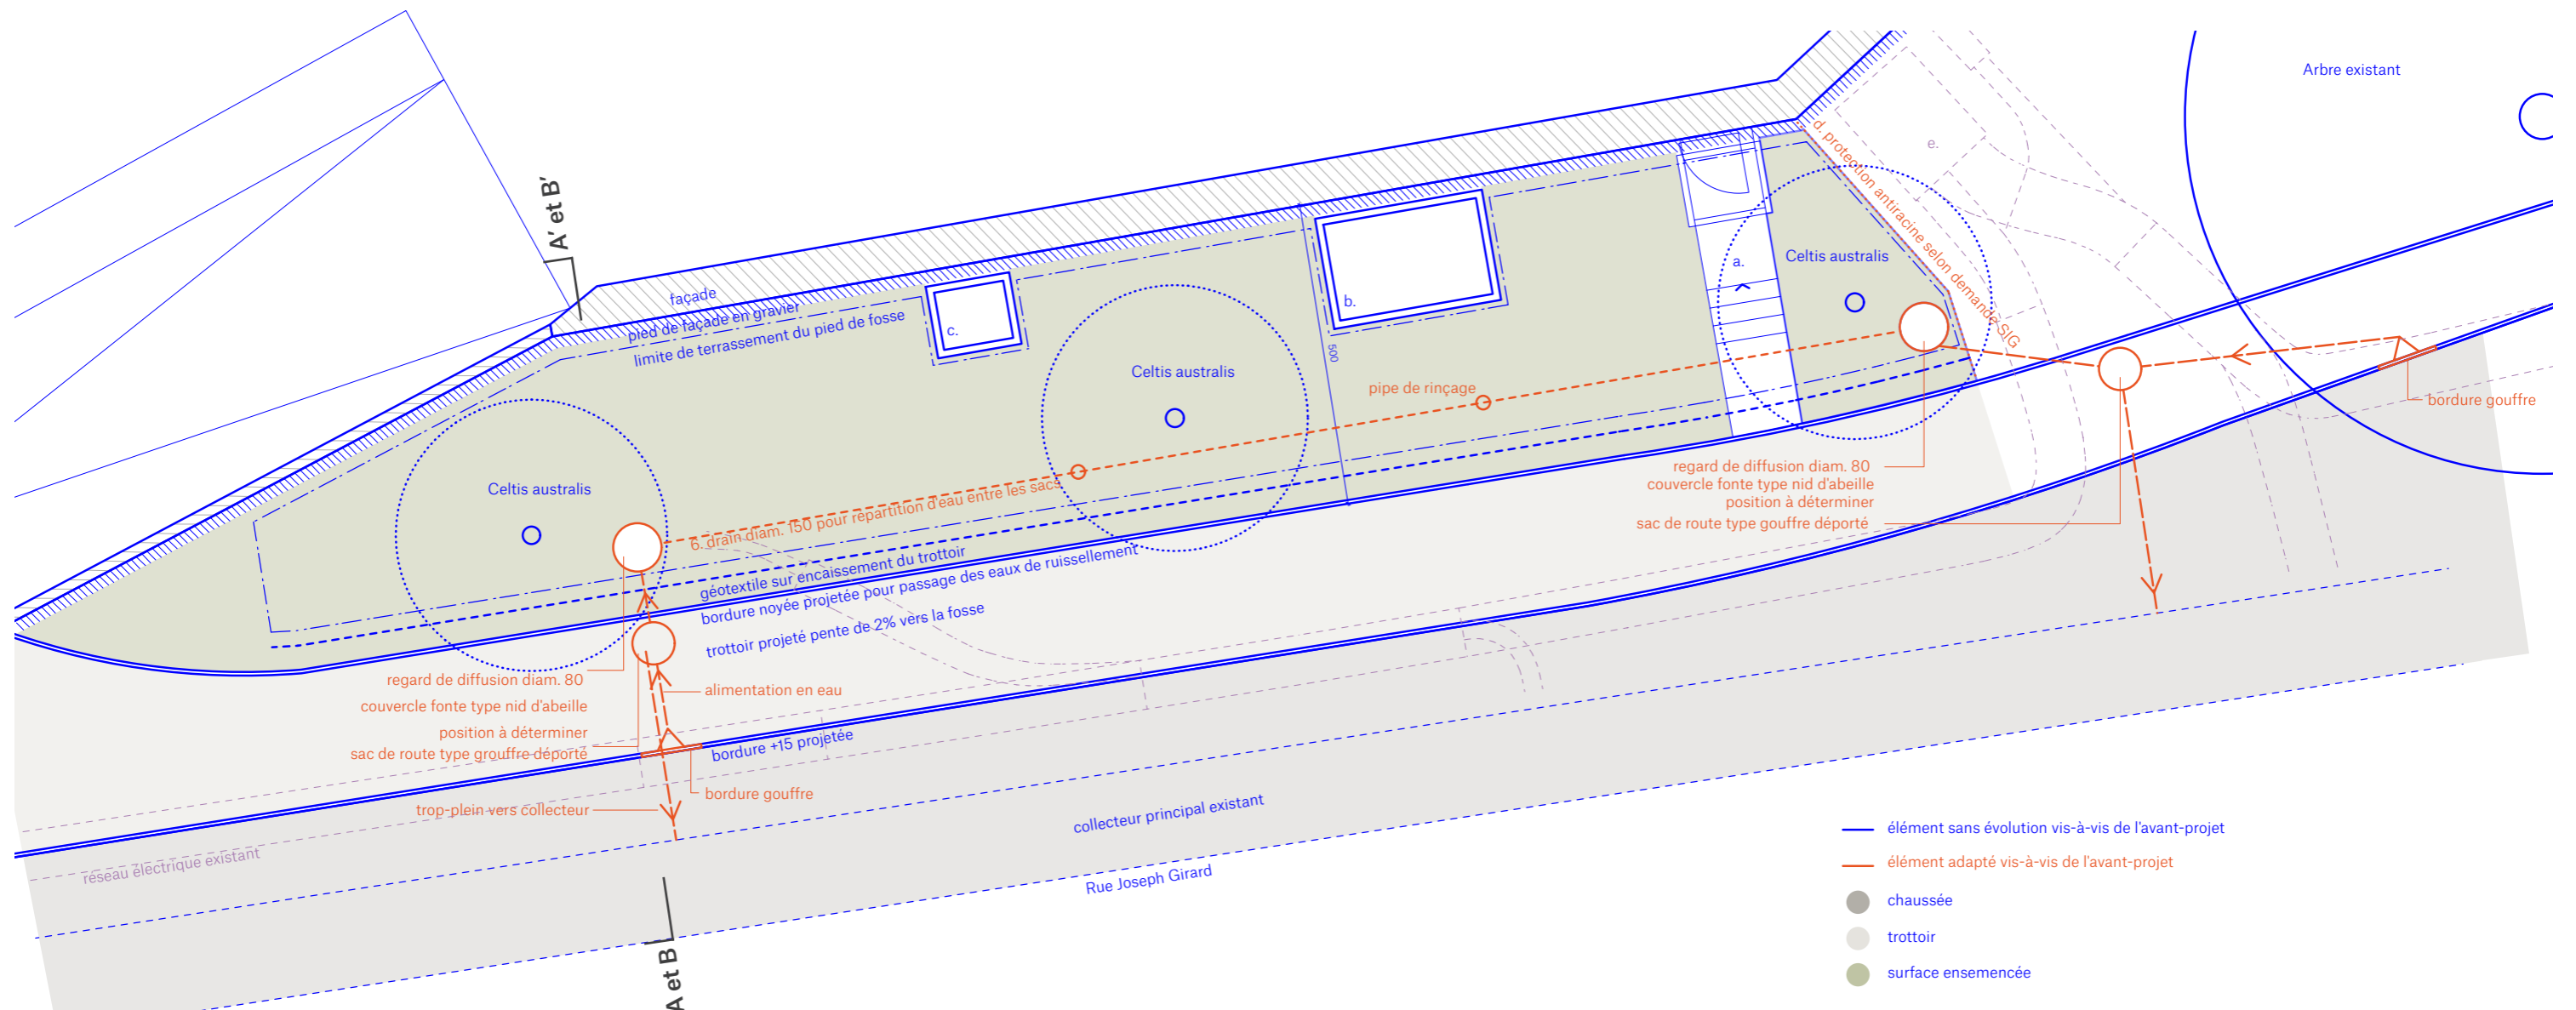 Arbre existant
A' et B'
d. protection antiracine selon demande SIG
e.
façade
pied de façade en gravier
limite de terrassement du pied de fosse
c.
b.
a.
Celtis australis
Celtis australis
Celtis australis
500
pipe de rinçage
bordure gouffre
6. drain diam. 150 pour répartition d'eau entre les sacs
géotextile sur encaissement du trottoir
bordure noyée projetée pour passage des eaux de ruissellement
trottoir projeté pente de 2% vers la fosse
regard de diffusion diam. 80
couvercle fonte type nid d'abeille
position à déterminer
sac de route type gouffre déporté
regard de diffusion diam. 80
couvercle fonte type nid d'abeille
position à déterminer
sac de route type grouffre déporté
alimentation en eau
bordure +15 projetée
bordure gouffre
trop-plein vers collecteur
collecteur principal existant
réseau électrique existant
Rue Joseph Girard
A et B
élément sans évolution vis-à-vis de l'avant-projet
élément adapté vis-à-vis de l'avant-projet
chaussée
trottoir
surface ensemencée